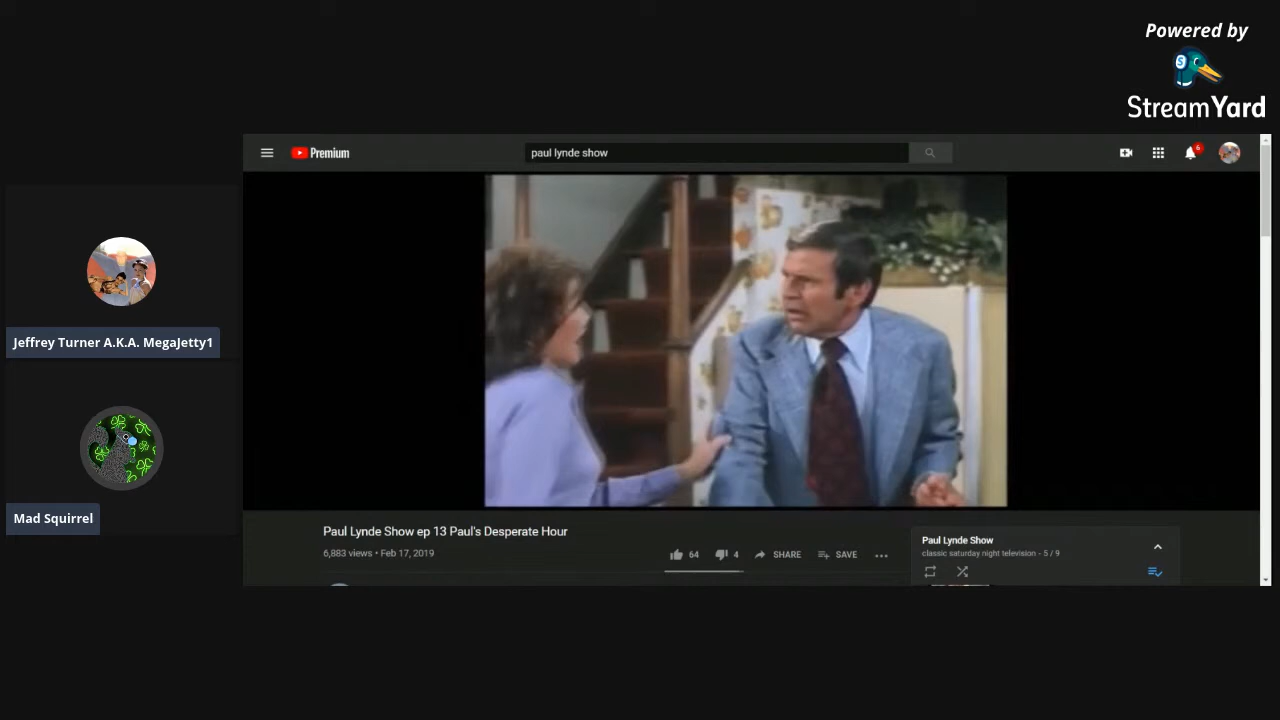 Powered by
StreamYard
Premium
paul lynde show
6
Jeffrey Turner A.K.A. MegaJetty1
Mad Squirrel
Paul Lynde Show ep 13 Paul's Desperate Hour
6,883 views • Feb 17, 2019
64
4
SHARE
SAVE
Paul Lynde Show
classic saturday night television - 5 / 9